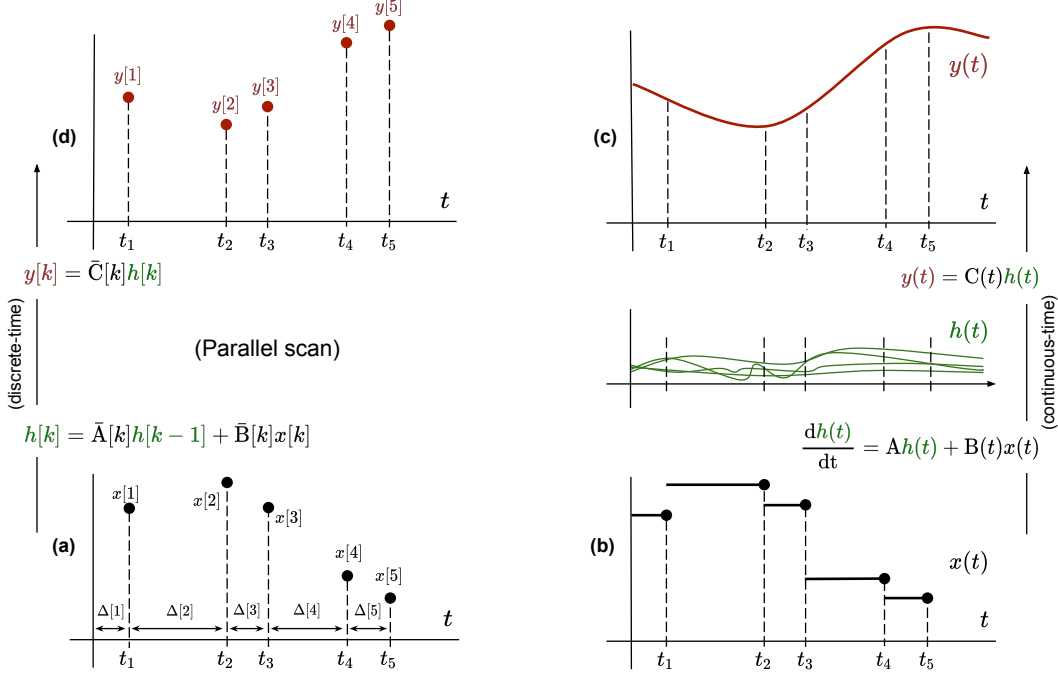 y[1]
y[2]
y[3]
y[4]
y[5]
(d)
t
t₁
t₂
t₃
t₄
t₅
y(t)
(c)
t
t₁
t₂
t₃
t₄
t₅
y[k] = C̄[k]h[k]
(discrete-time)
(Parallel scan)
h[k] = Ā[k]h[k − 1] + B̄[k]x[k]
y(t) = C(t)h(t)
h(t)
(continuous-time)
dh(t)/dt = Ah(t) + B(t)x(t)
x[1]
x[2]
x[3]
x[4]
x[5]
(a)
Δ[1]
Δ[2]
Δ[3]
Δ[4]
Δ[5]
t
t₁
t₂
t₃
t₄
t₅
(b)
x(t)
t
t₁
t₂
t₃
t₄
t₅